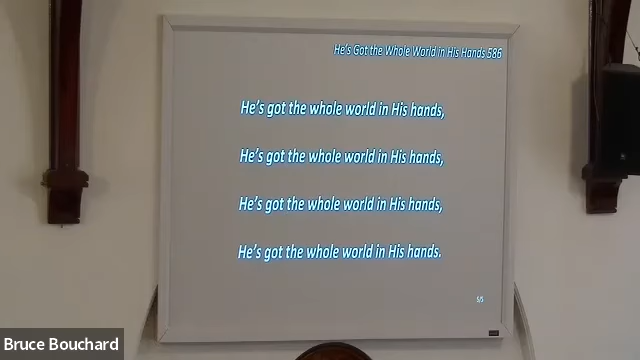 He's Got the Whole World in His Hands 586
He's got the whole world in His hands,
He's got the whole world in His hands,
He's got the whole world in His hands,
He's got the whole world in His hands.
5/5
Bruce Bouchard